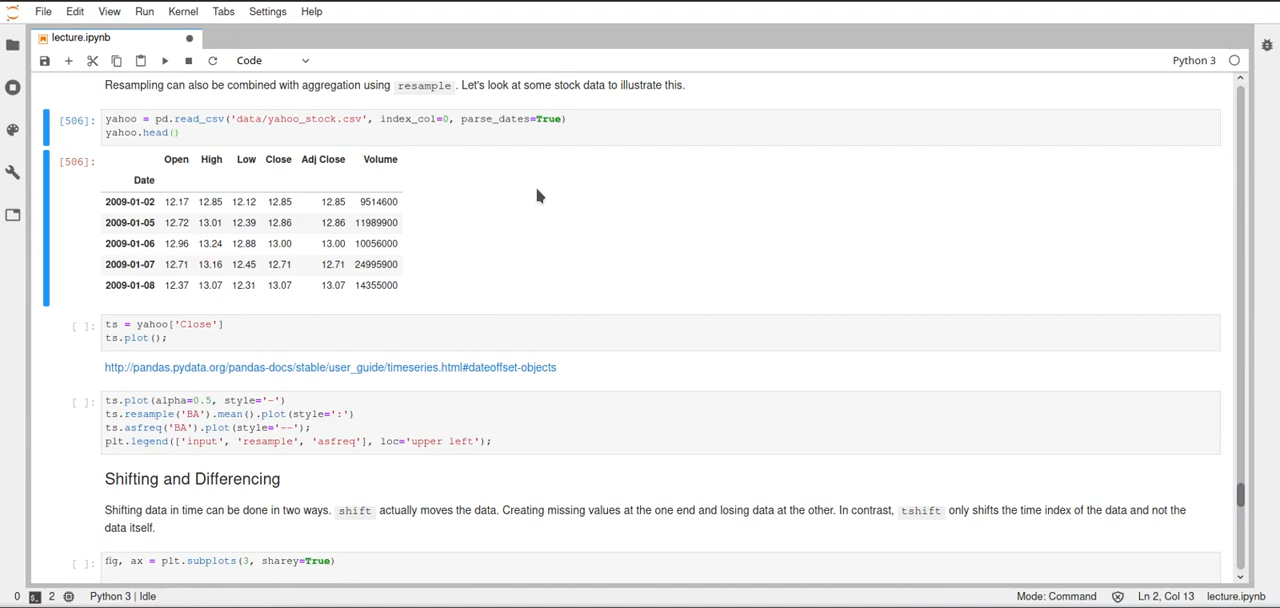 File Edit View Run Kernel Tabs Settings Help
lecture.ipynb
Code Python 3
Resampling can also be combined with aggregation using resample . Let's look at some stock data to illustrate this.
[506]: yahoo = pd.read_csv('data/yahoo_stock.csv', index_col=0, parse_dates=True)
yahoo.head()
[506]: Open High Low Close Adj Close Volume
Date
2009-01-02 12.17 12.85 12.12 12.85 12.85 9514600
2009-01-05 12.72 13.01 12.39 12.86 12.86 11989900
2009-01-06 12.96 13.24 12.88 13.00 13.00 10056000
2009-01-07 12.71 13.16 12.45 12.71 12.71 24995900
2009-01-08 12.37 13.07 12.31 13.07 13.07 14355000
[ ]: ts = yahoo['Close']
ts.plot();
http://pandas.pydata.org/pandas-docs/stable/user_guide/timeseries.html#dateoffset-objects
[ ]: ts.plot(alpha=0.5, style='-')
ts.resample('BA').mean().plot(style=':')
ts.asfreq('BA').plot(style='--');
plt.legend(['input', 'resample', 'asfreq'], loc='upper left');
Shifting and Differencing
Shifting data in time can be done in two ways. shift actually moves the data. Creating missing values at the one end and losing data at the other. In contrast, tshift only shifts the time index of the data and not the
data itself.
[ ]: fig, ax = plt.subplots(3, sharey=True)
0 2 Python 3 | Idle Mode: Command Ln 2, Col 13 lecture.ipynb